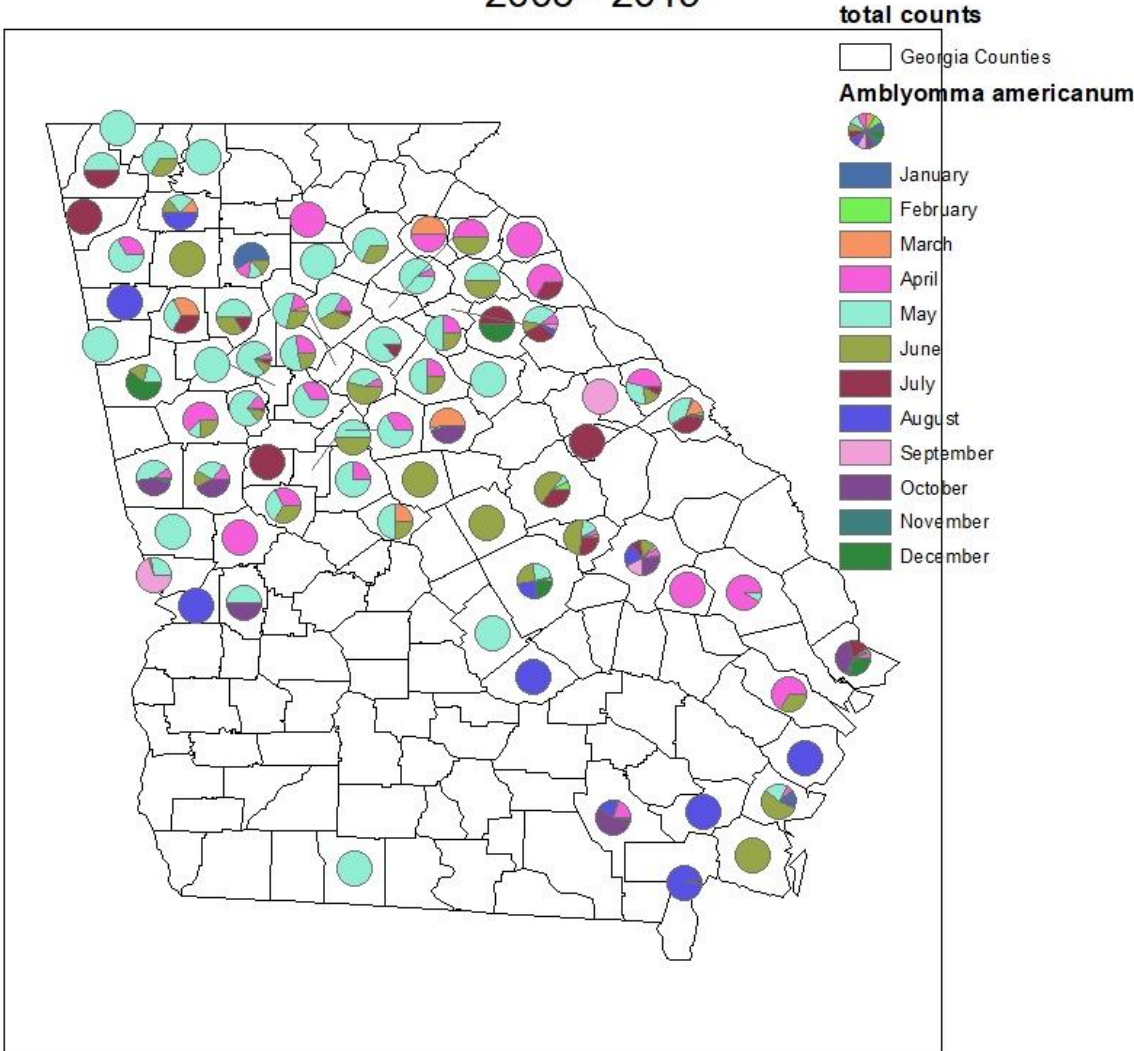 total counts
Georgia Counties
Amblyomma americanum
January
February
March
April
May
June
July
August
September
October
November
December